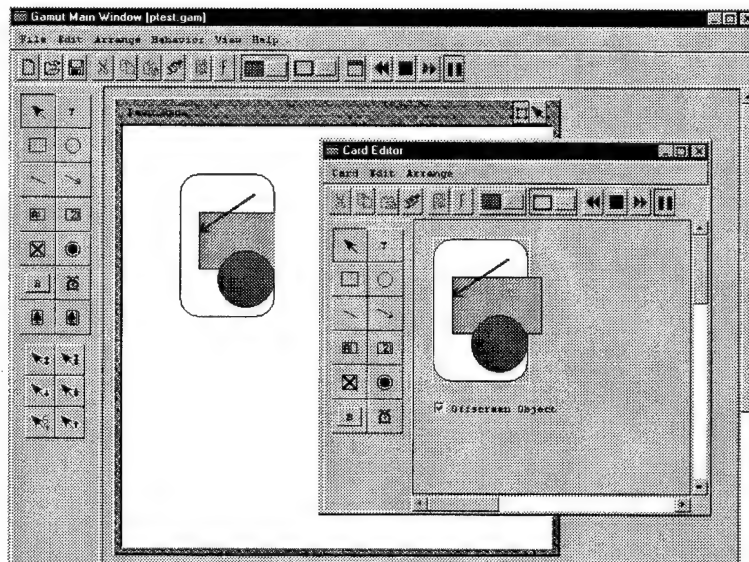 Gamut Main Window [ptest.gam]
File Edit Arrange Behavior View Help
Card Editor
Card Edit Arrange
Offscreen Object